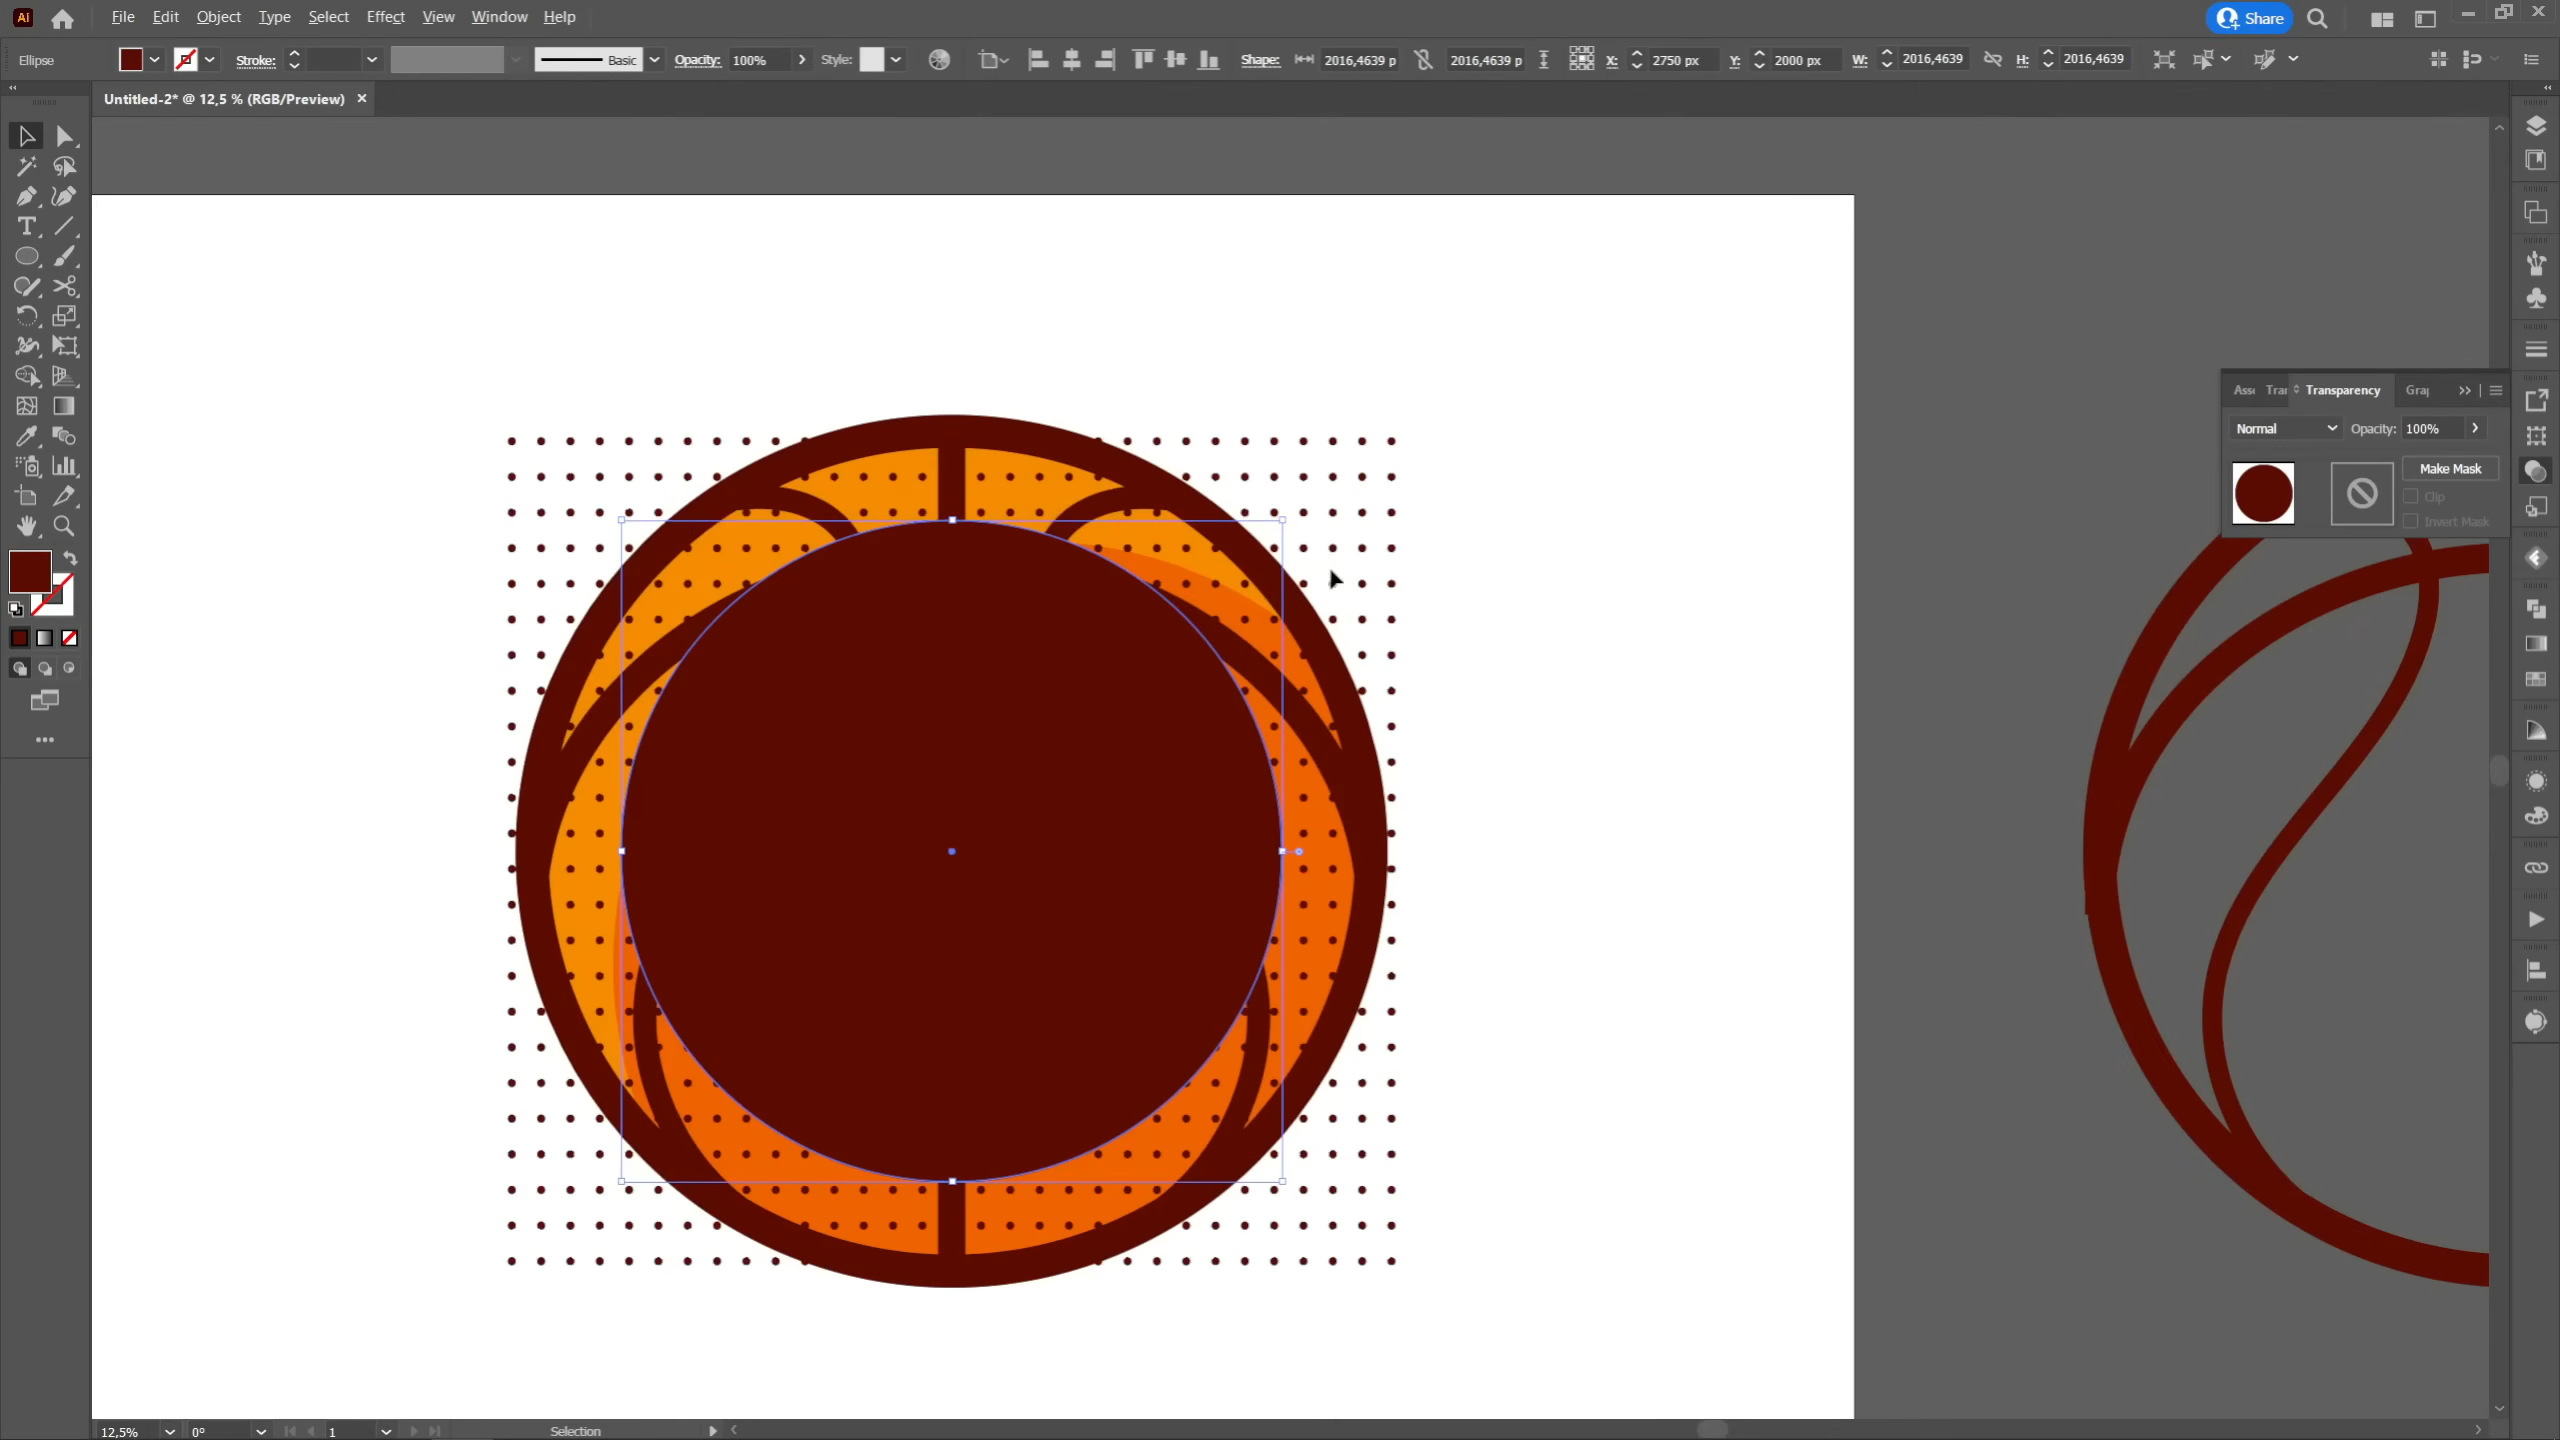 Ai File Edit Object Type Select Effect View Window Help Share
Ellipse Stroke: Basic Opacity: 100% Style: Shape: 2016,4639 p 2016,4639 p X: 2750 px Y: 2000 px W: 2016,4639 H: 2016,4639
Untitled-2* @ 12,5 % (RGB/Preview)
Transparency
Normal Opacity: 100%
Make Mask
Clip
Invert Mask
12,5% 0° 1 Selection